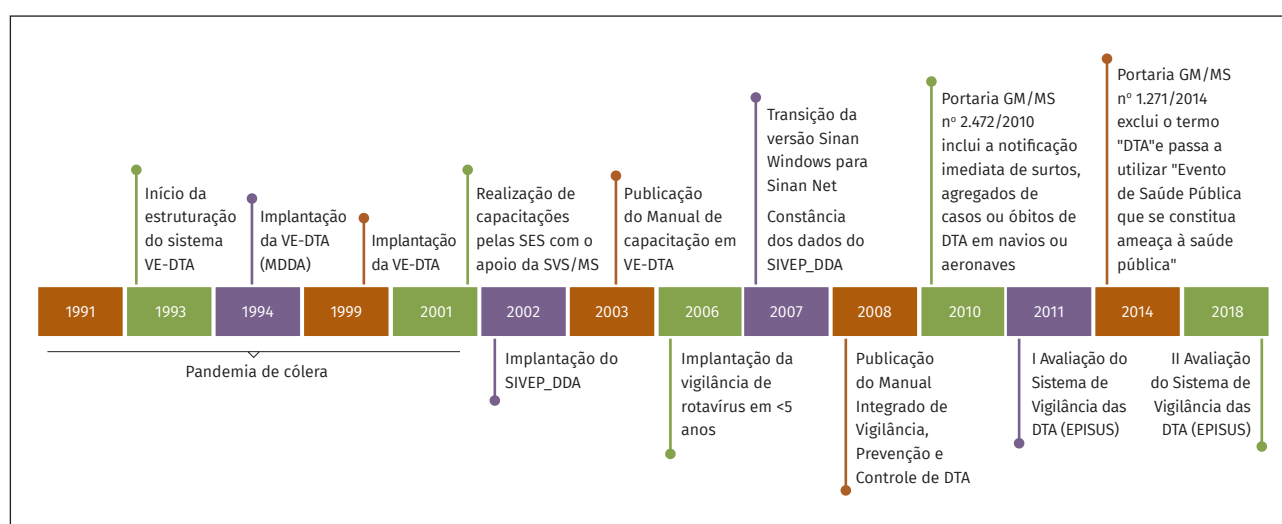 Início da
estruturação
do sistema
VE-DTA
Implantação
da VE-DTA
(MDDA)
Implantação
da VE-DTA
Realização de
capacitações
pelas SES com o
apoio da SVS/MS
Publicação
do Manual de
capacitação em
VE-DTA
Transição da
versão Sinan
Windows para
Sinan Net
Constância
dos dados do
SIVEP_DDA
Portaria GM/MS
nº 2.472/2010
inclui a notificação
imediata de surtos,
agregados de
casos ou óbitos de
DTA em navios ou
aeronaves
Portaria GM/MS
nº 1.271/2014
exclui o termo
"DTA"e passa a
utilizar "Evento
de Saúde Pública
que se constitua
ameaça à saúde
pública"
1991
1993
1994
1999
2001
2002
2003
2006
2007
2008
2010
2011
2014
2018
Pandemia de cólera
Implantação do
SIVEP_DDA
Implantação da
vigilância de
rotavírus em <5
anos
Publicação
do Manual
Integrado de
Vigilância,
Prevenção e
Controle de DTA
I Avaliação do
Sistema de
Vigilância das
DTA (EPISUS)
II Avaliação
do Sistema de
Vigilância das
DTA (EPISUS)